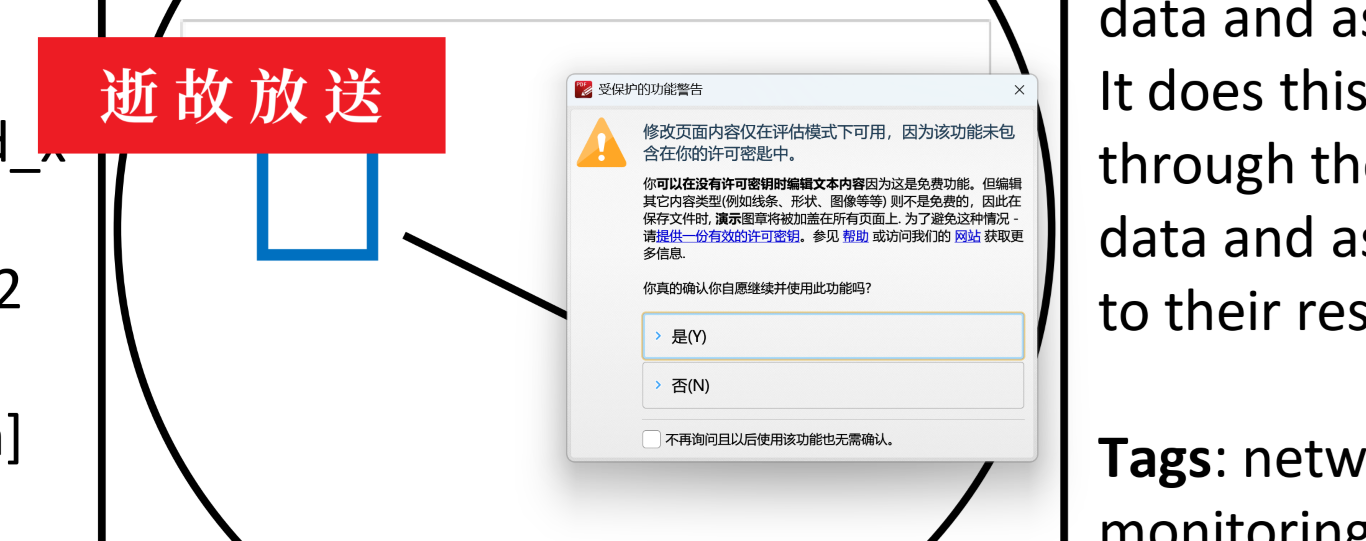 逝故放送
d_x
2
]
PDF
受保护的功能警告
修改页面内容仅在评估模式下可用，因为该功能未包
含在你的许可密匙中。
你可以在没有许可密钥时编辑文本内容因为这是免费功能。但编辑
其它内容类型(例如线条、形状、图像等等) 则不是免费的，因此在
保存文件时, 演示图章将被加盖在所有页面上. 为了避免这种情况 -
请提供一份有效的许可密钥。参见 帮助 或访问我们的 网站 获取更
多信息.
你真的确认你自愿继续并使用此功能吗?
是(Y)
否(N)
不再询问且以后使用该功能也无需确认。
data and as
It does this
through the
data and as
to their res
Tags: netw
monitoring